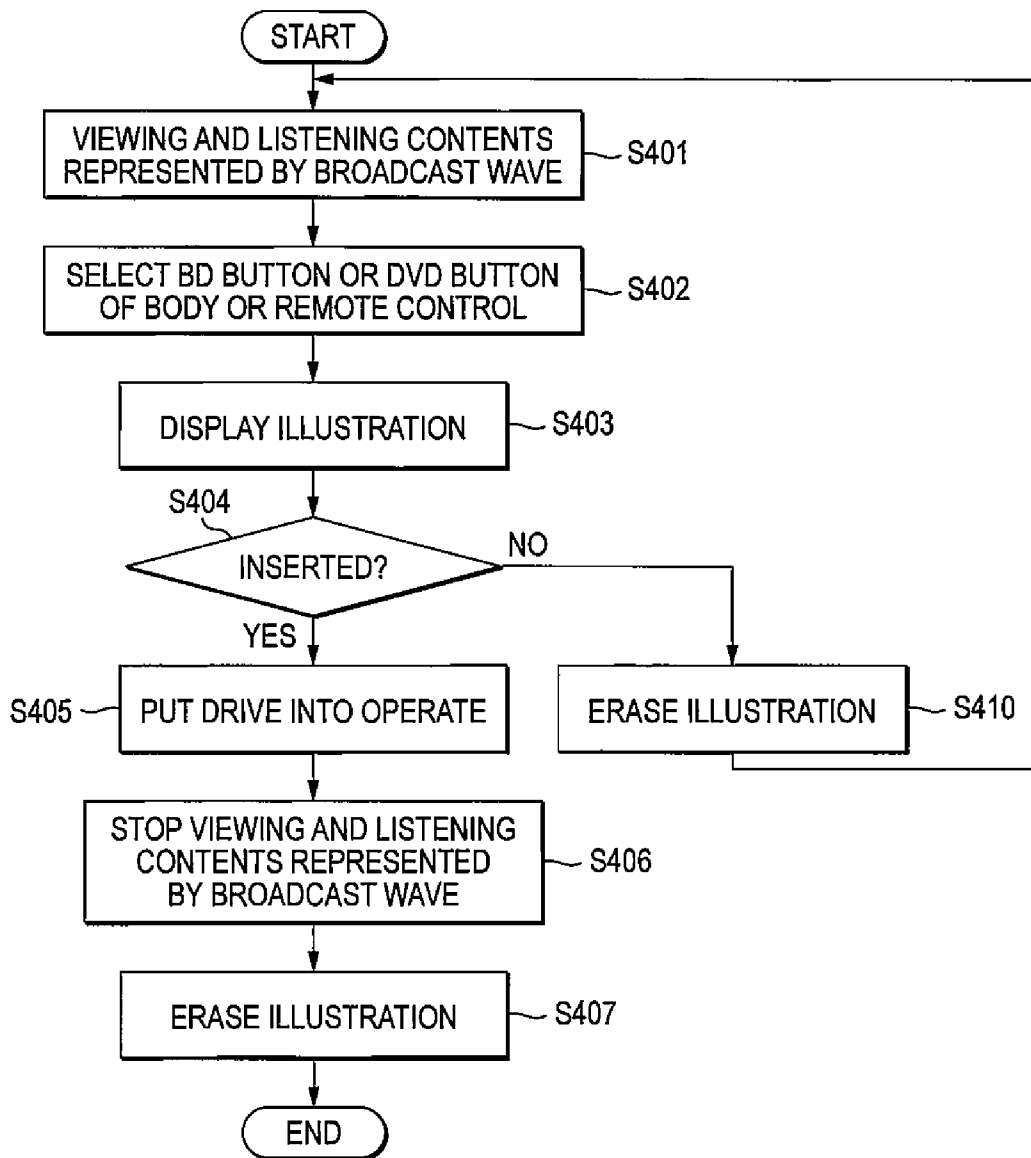 START
VIEWING AND LISTENING CONTENTS
REPRESENTED BY BROADCAST WAVE
S401
SELECT BD BUTTON OR DVD BUTTON
OF BODY OR REMOTE CONTROL
S402
DISPLAY ILLUSTRATION
S403
S404
INSERTED?
NO
YES
S405
PUT DRIVE INTO OPERATE
ERASE ILLUSTRATION
S410
STOP VIEWING AND LISTENING
CONTENTS REPRESENTED
BY BROADCAST WAVE
S406
ERASE ILLUSTRATION
S407
END